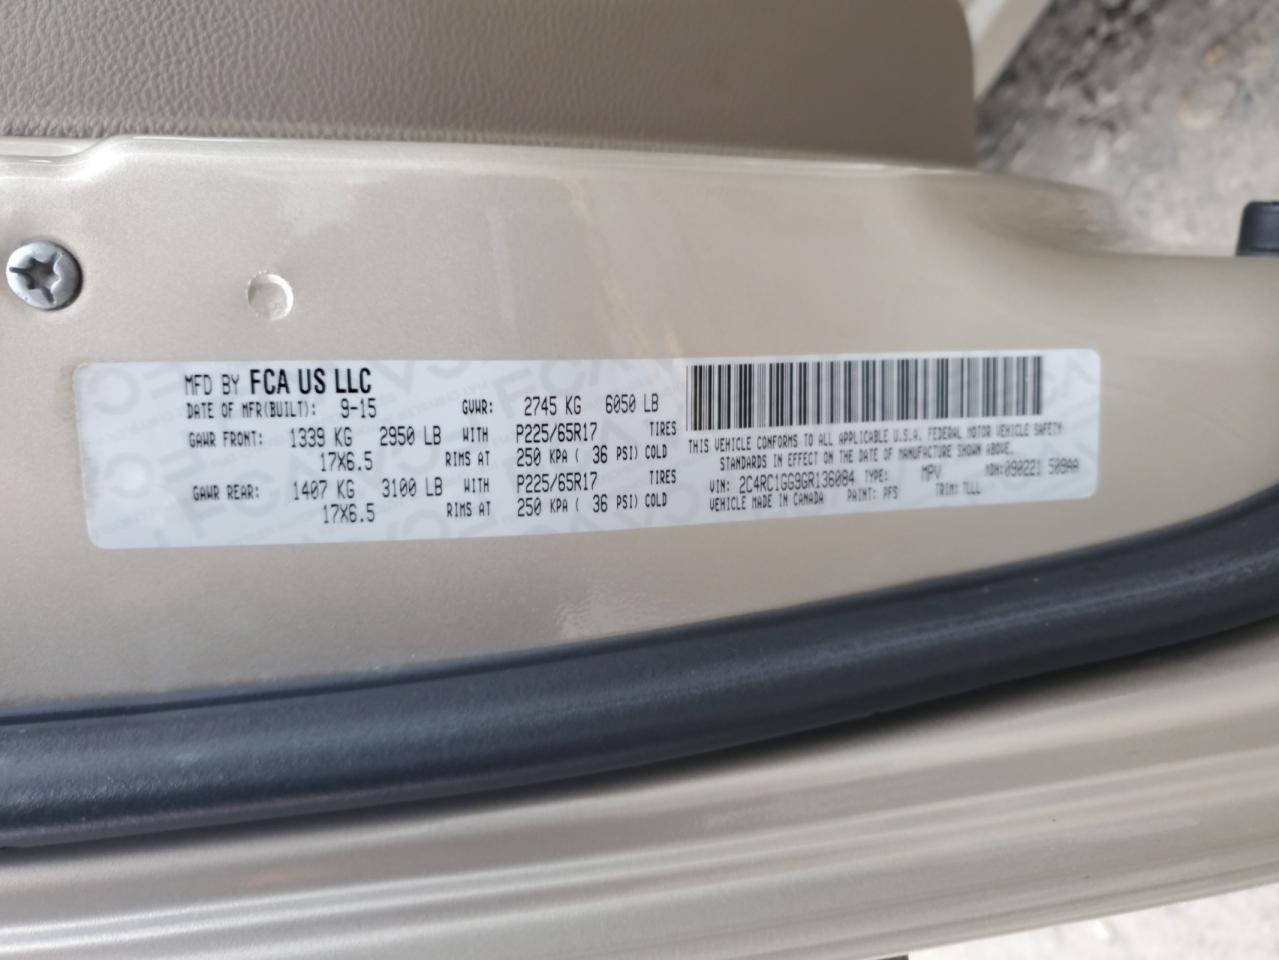 MFD BY FCA US LLC
DATE OF MFR(BUILT): 9-15 GVWR: 2745 KG 6050 LB
GAWR FRONT: 1339 KG 2950 LB WITH P225/65R17 TIRES
17X6.5 RIMS AT 250 KPA ( 36 PSI) COLD
GAWR REAR: 1407 KG 3100 LB WITH P225/65R17 TIRES
17X6.5 RIMS AT 250 KPA ( 36 PSI) COLD
THIS VEHICLE CONFORMS TO ALL APPLICABLE U.S.A. FEDERAL MOTOR VEHICLE SAFETY
STANDARDS IN EFFECT ON THE DATE OF MANUFACTURE SHOWN ABOVE.
VIN: 2C4RC1GG9GR136084 TYPE: MPV MDH:090221 509AA
VEHICLE MADE IN CANADA PAINT: PFS TRIM: